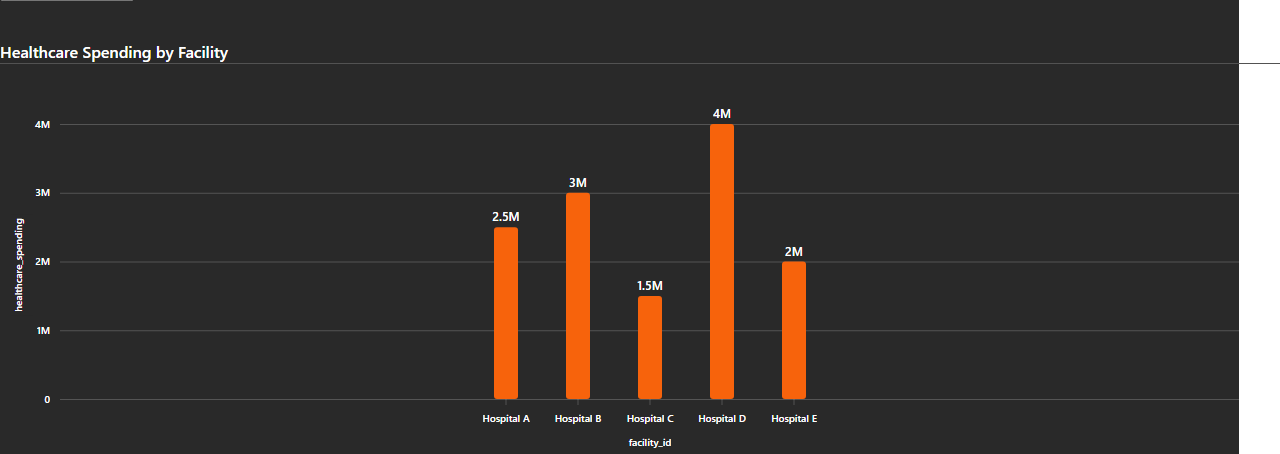 Healthcare Spending by Facility
4M
4M
3M
3M
2.5M
healthcare_spending
2M
2M
1.5M
1M
0
Hospital A Hospital B Hospital C Hospital D Hospital E
facility_id